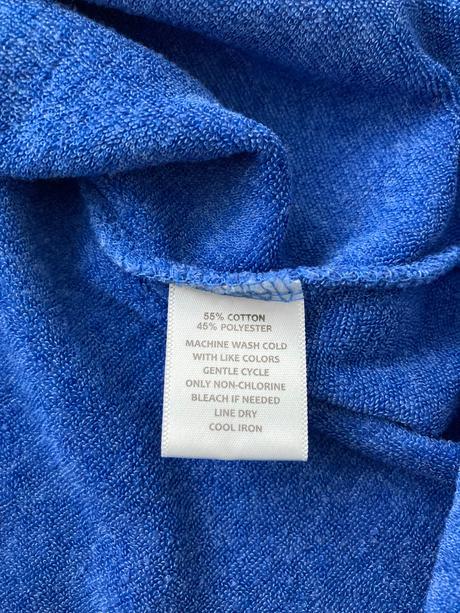 55% COTTON
45% POLYESTER
MACHINE WASH COLD
WITH LIKE COLORS
GENTLE CYCLE
ONLY NON-CHLORINE
BLEACH IF NEEDED
LINE DRY
COOL IRON